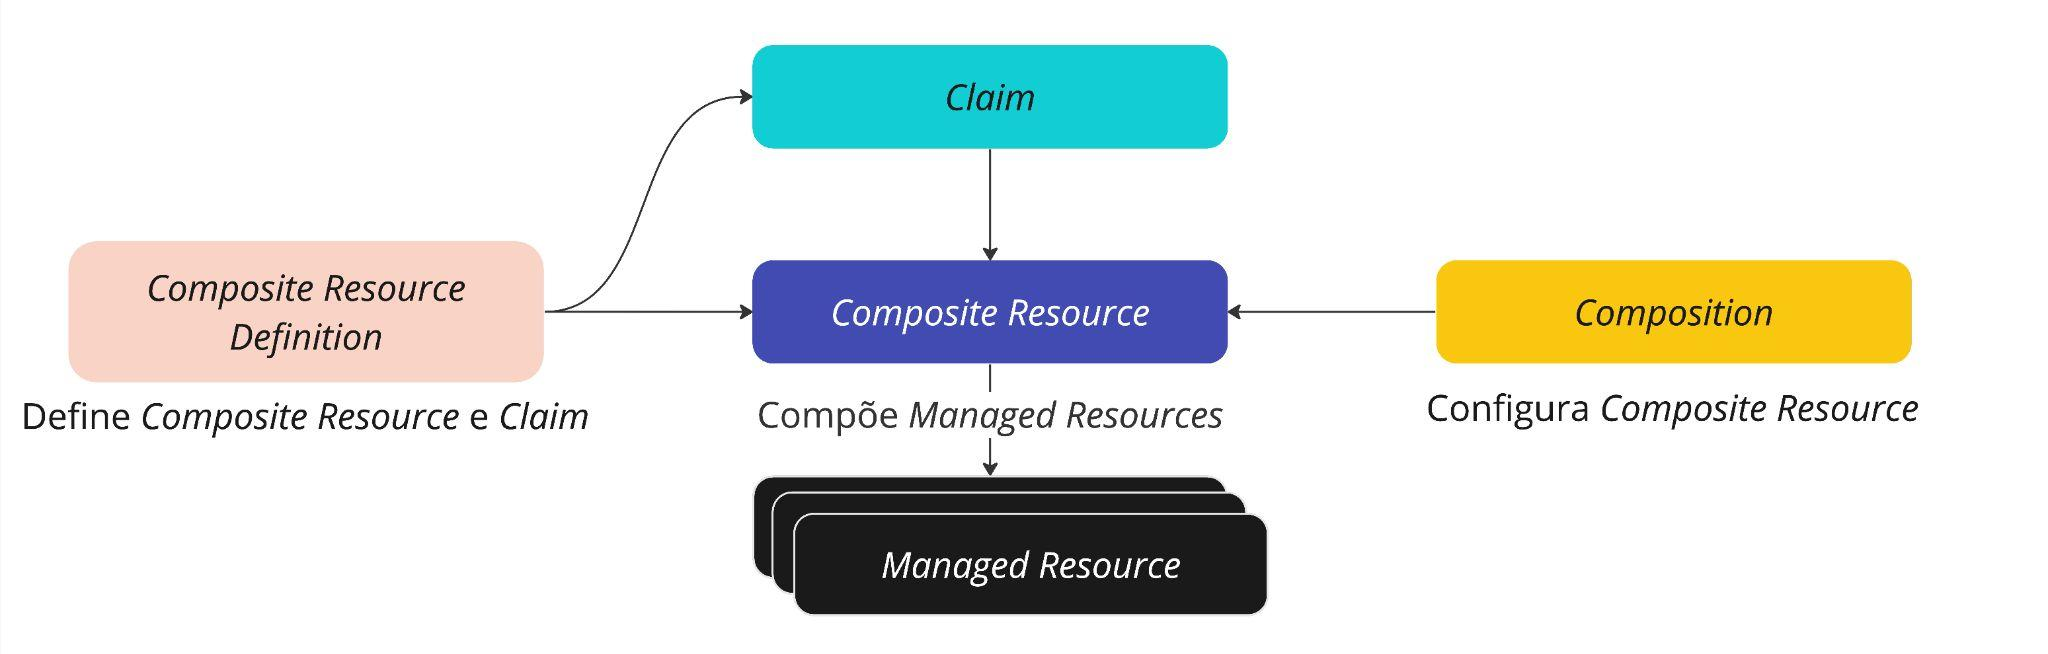 Claim
Composite Resource
Definition
Define Composite Resource e Claim
Composite Resource
Compõe Managed Resources
Managed Resource
Composition
Configura Composite Resource